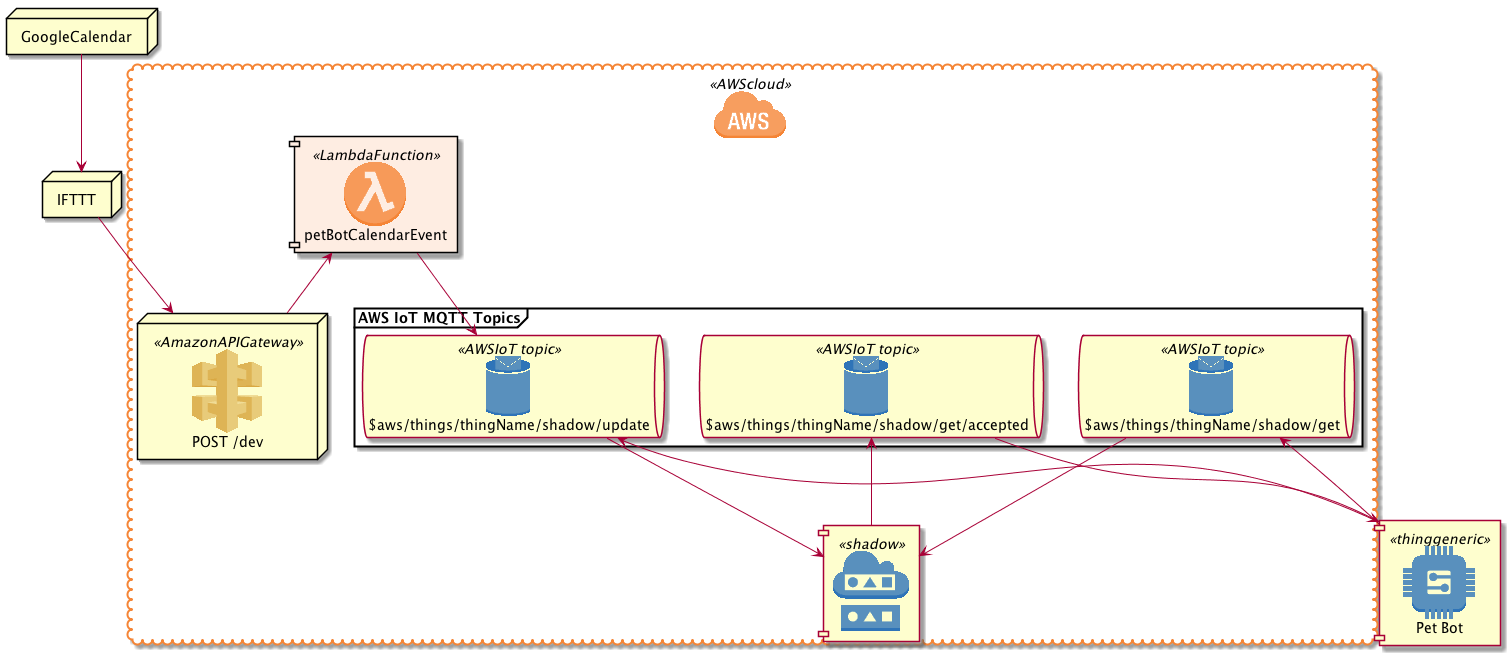 GoogleCalendar
«AWScloud»
AWS
«LambdaFunction»
λ
petBotCalendarEvent
IFTTT
AWS IoT MQTT Topics
«AmazonAPIGateway»
POST /dev
«AWSIoT topic»
$aws/things/thingName/shadow/update
«AWSIoT topic»
$aws/things/thingName/shadow/get/accepted
«AWSIoT topic»
$aws/things/thingName/shadow/get
«shadow»
«thinggeneric»
Pet Bot